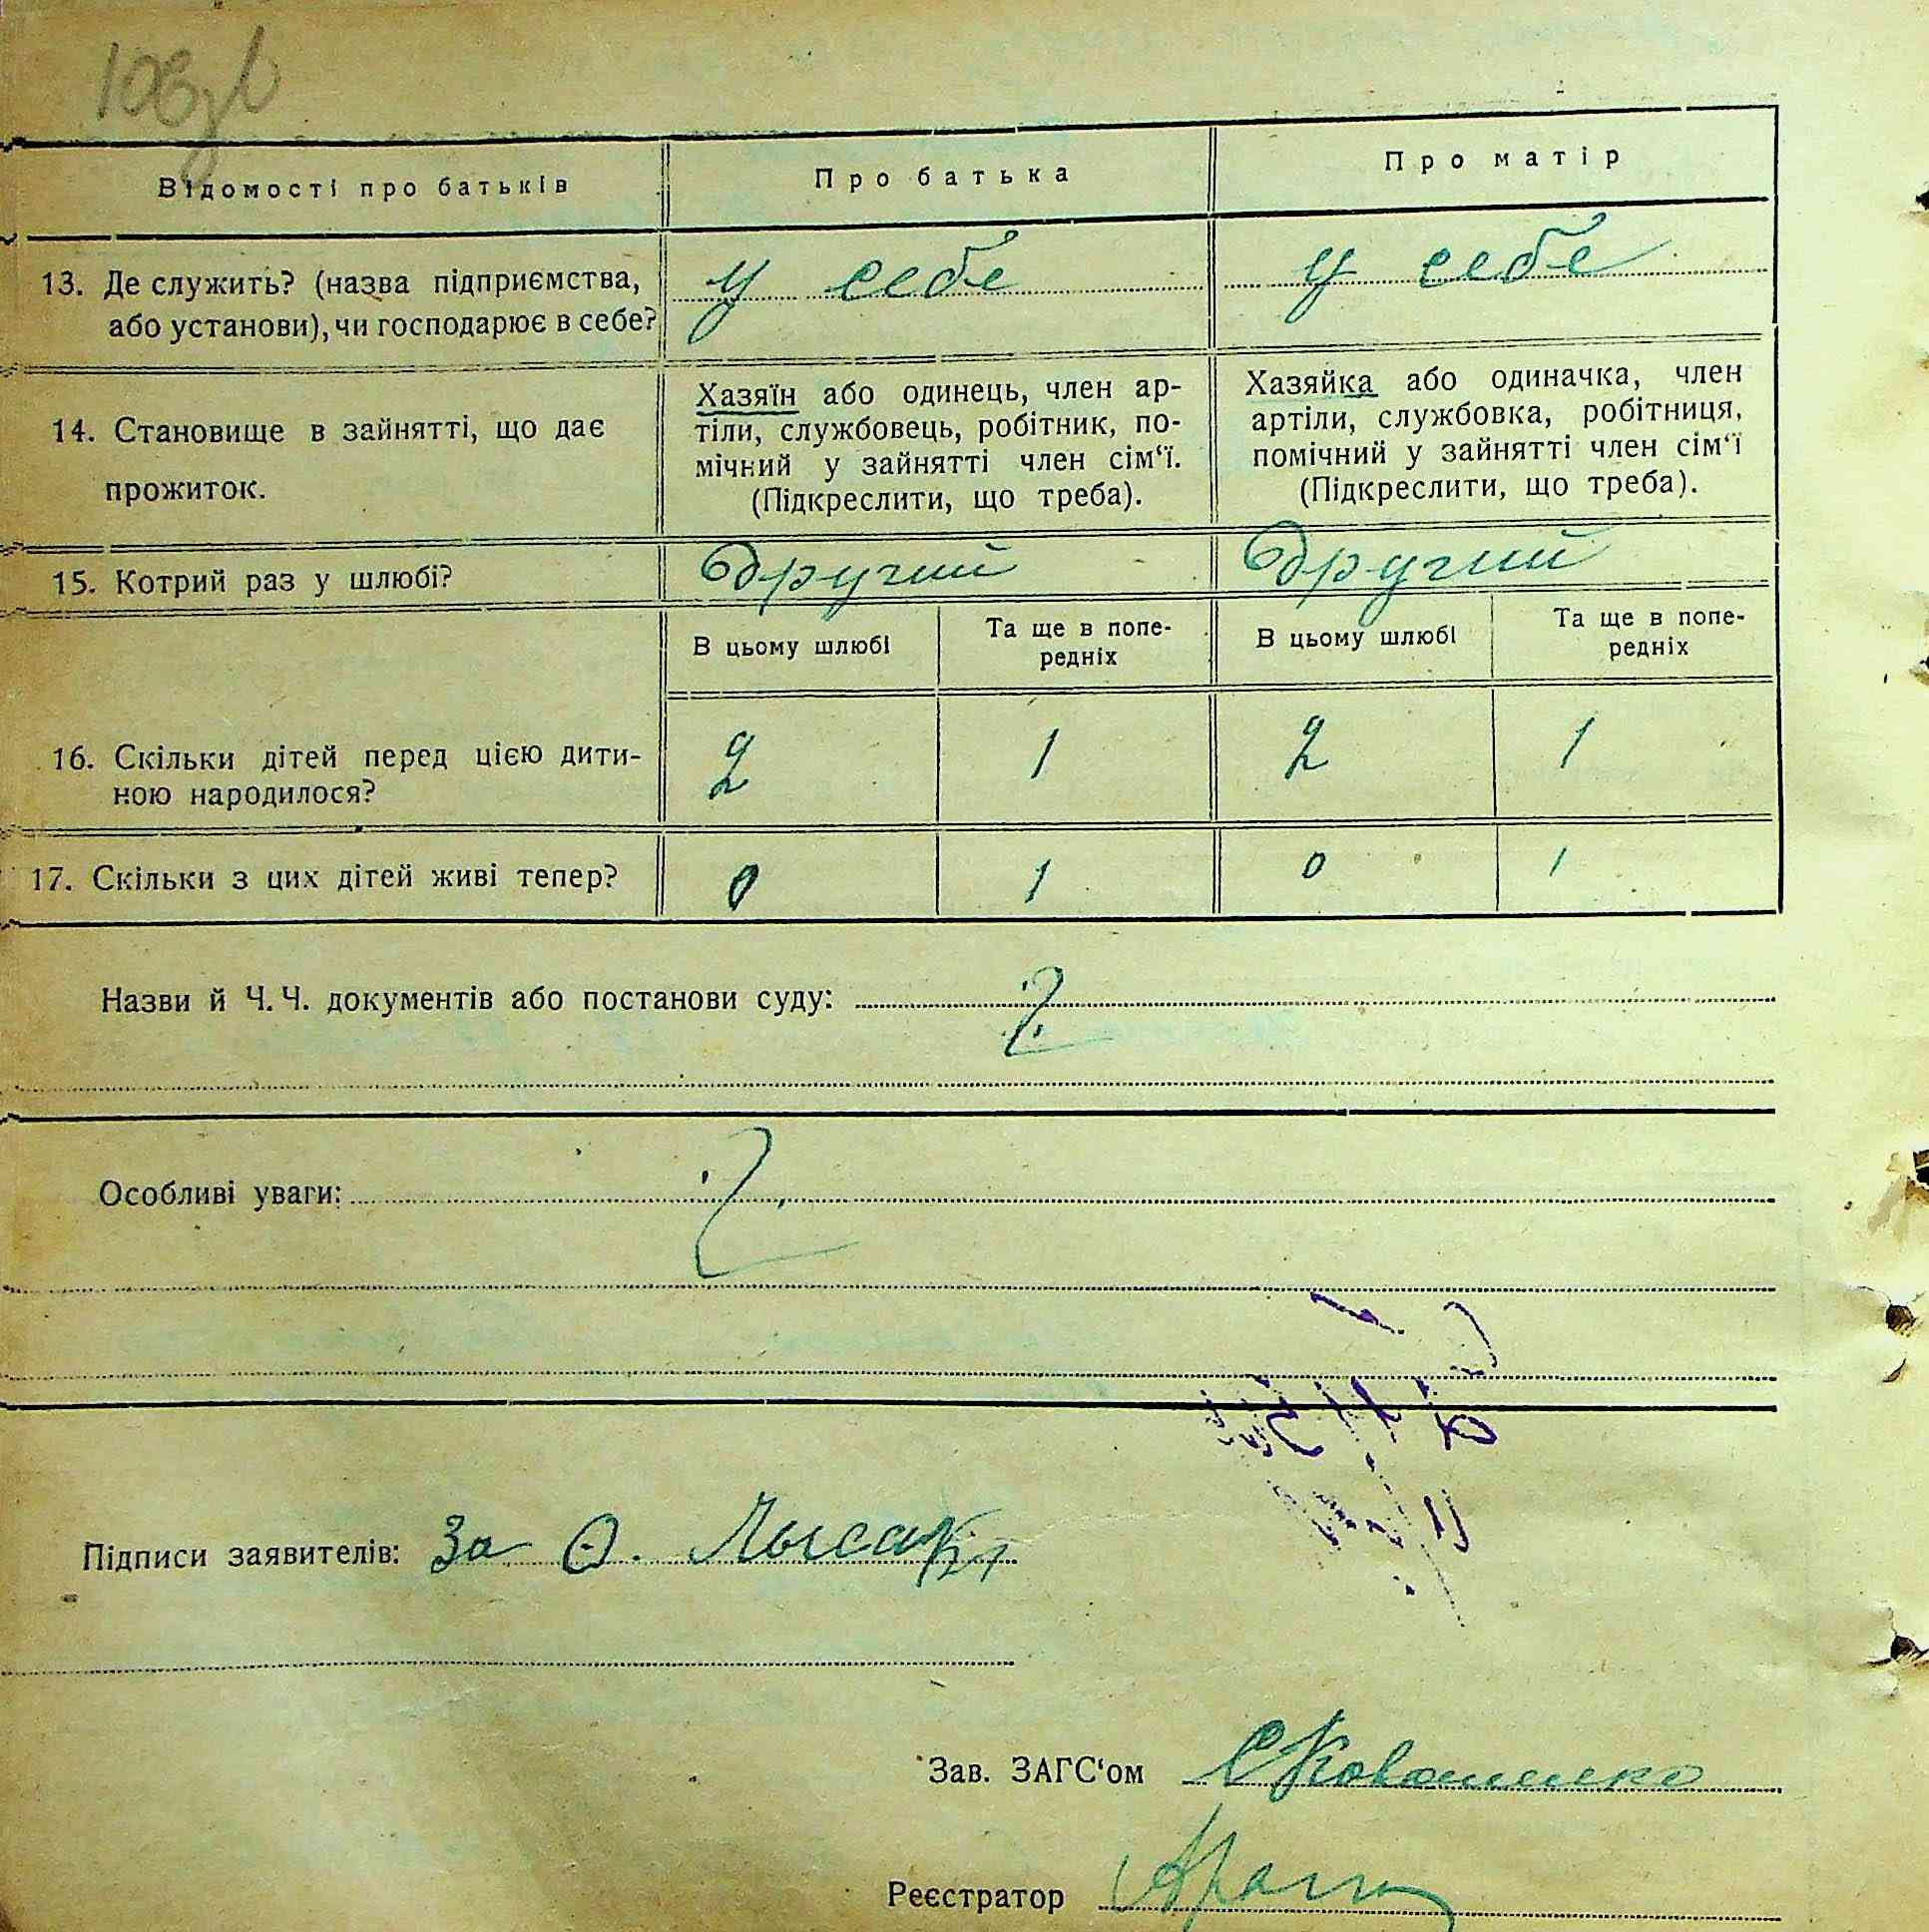 Відомості про батьків Про батька Про матір
13. Де служить? (назва підприємства, або установи), чи господарює в себе?
у себе у себе
14. Становище в зайнятті, що дає прожиток.
Хазяїн або одинець, член ар-
тіли, службовець, робітник, по-
мічний у зайнятті член сім‘ї.
(Підкреслити, що треба).
Хазяйка або одиначка, член
артіли, службовка, робітниця,
помічний у зайнятті член сім‘ї
(Підкреслити, що треба).
15. Котрий раз у шлюбі? другий другий
В цьому шлюбі Та ще в попе-
редніх В цьому шлюбі Та ще в попе-
редніх
16. Скільки дітей перед цією дити-
ною народилося? 2 1 2 1
17. Скільки з цих дітей живі тепер? 0 1 0 1
Назви й Ч. Ч. документів або постанови суду:
Особливі уваги:
Підписи заявителів: За
Зав. ЗАГС‘ом
Реєстратор